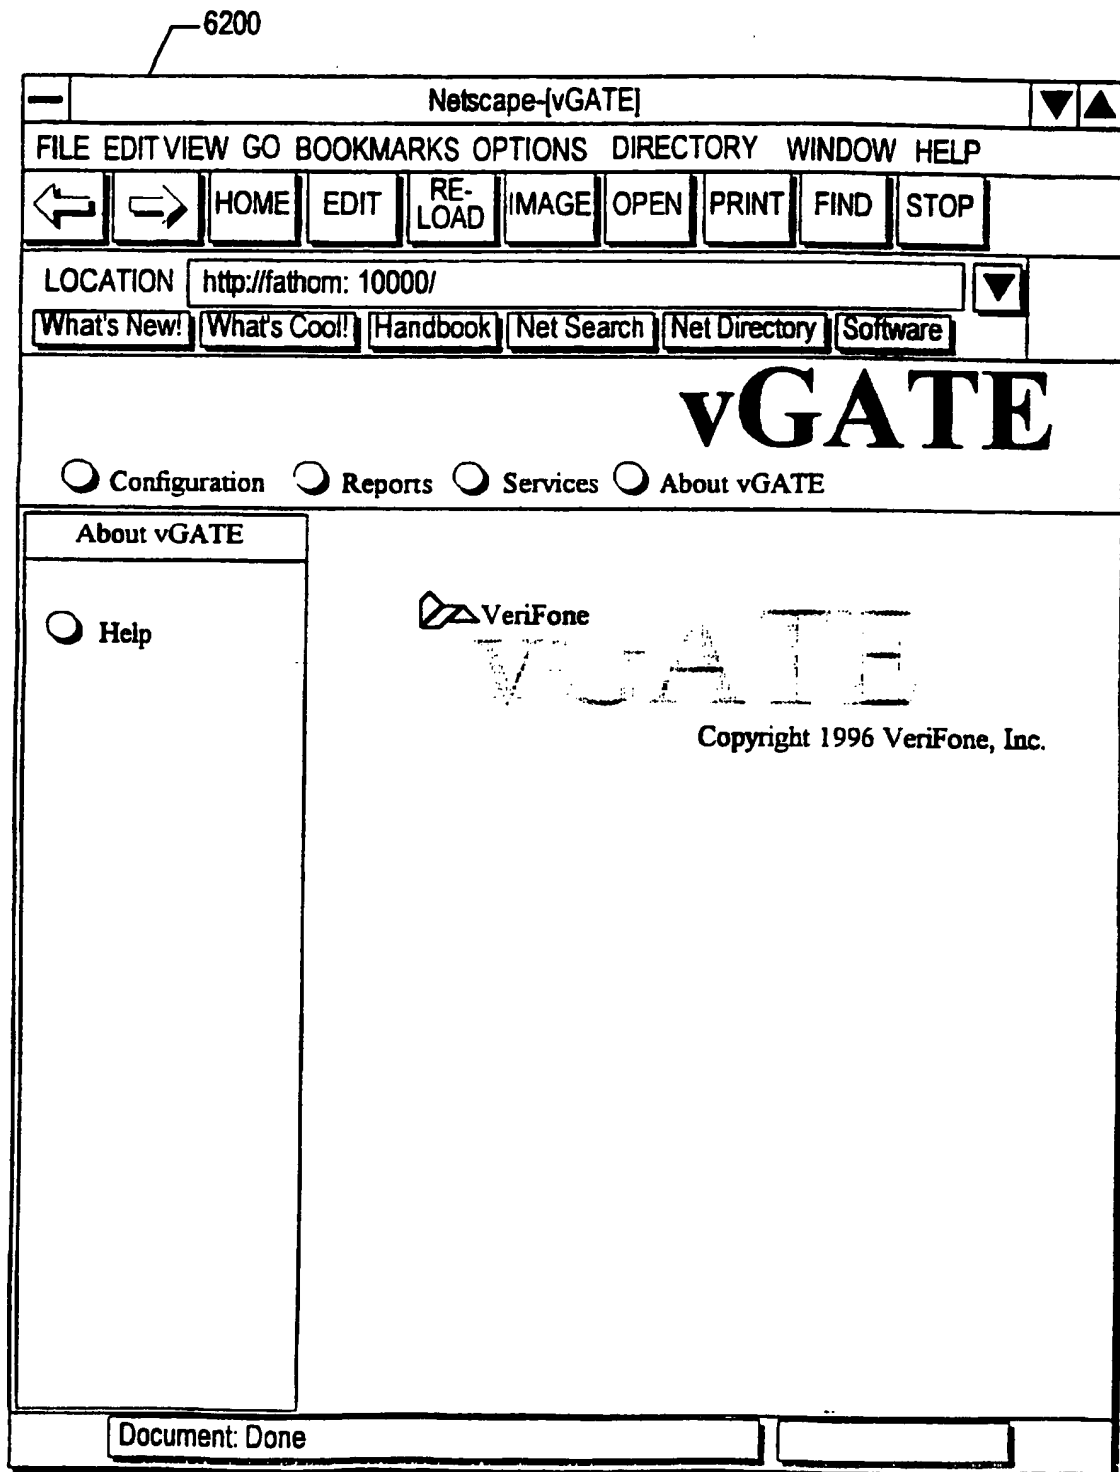 6200
Netscape-[vGATE]
FILE EDIT VIEW GO BOOKMARKS OPTIONS DIRECTORY WINDOW HELP
HOME EDIT RE-LOAD IMAGE OPEN PRINT FIND STOP
LOCATION http://fathom: 10000/
What's New! What's Cool! Handbook Net Search Net Directory Software
vGATE
Configuration Reports Services About vGATE
About vGATE
Help
VeriFone
VGATE
Copyright 1996 VeriFone, Inc.
Document: Done